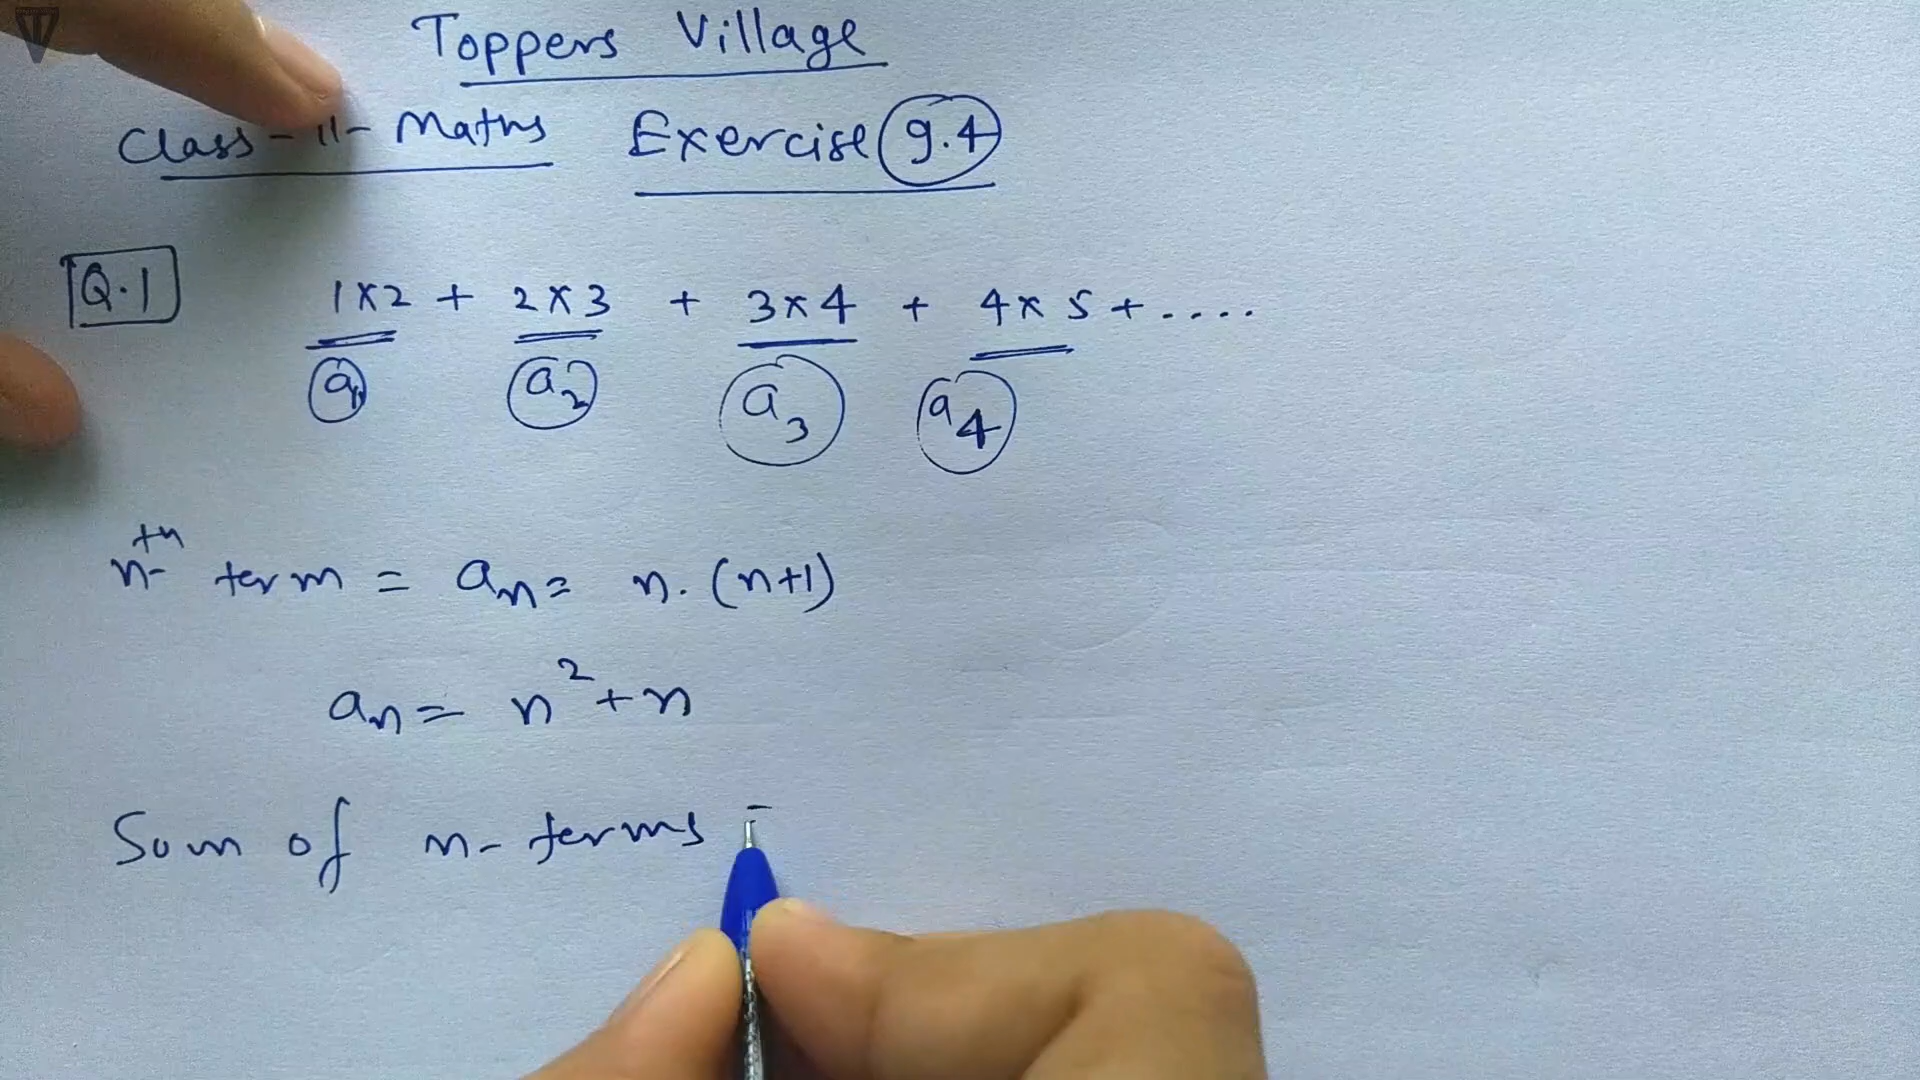 Toppers Village
Class-11-Maths Exercise 9.4
Q.1 1×2 + 2×3 + 3×4 + 4×5 + ....
a1 a2 a3 a4
nth term = an = n.(n+1)
an = n²+n
Sum of n-terms